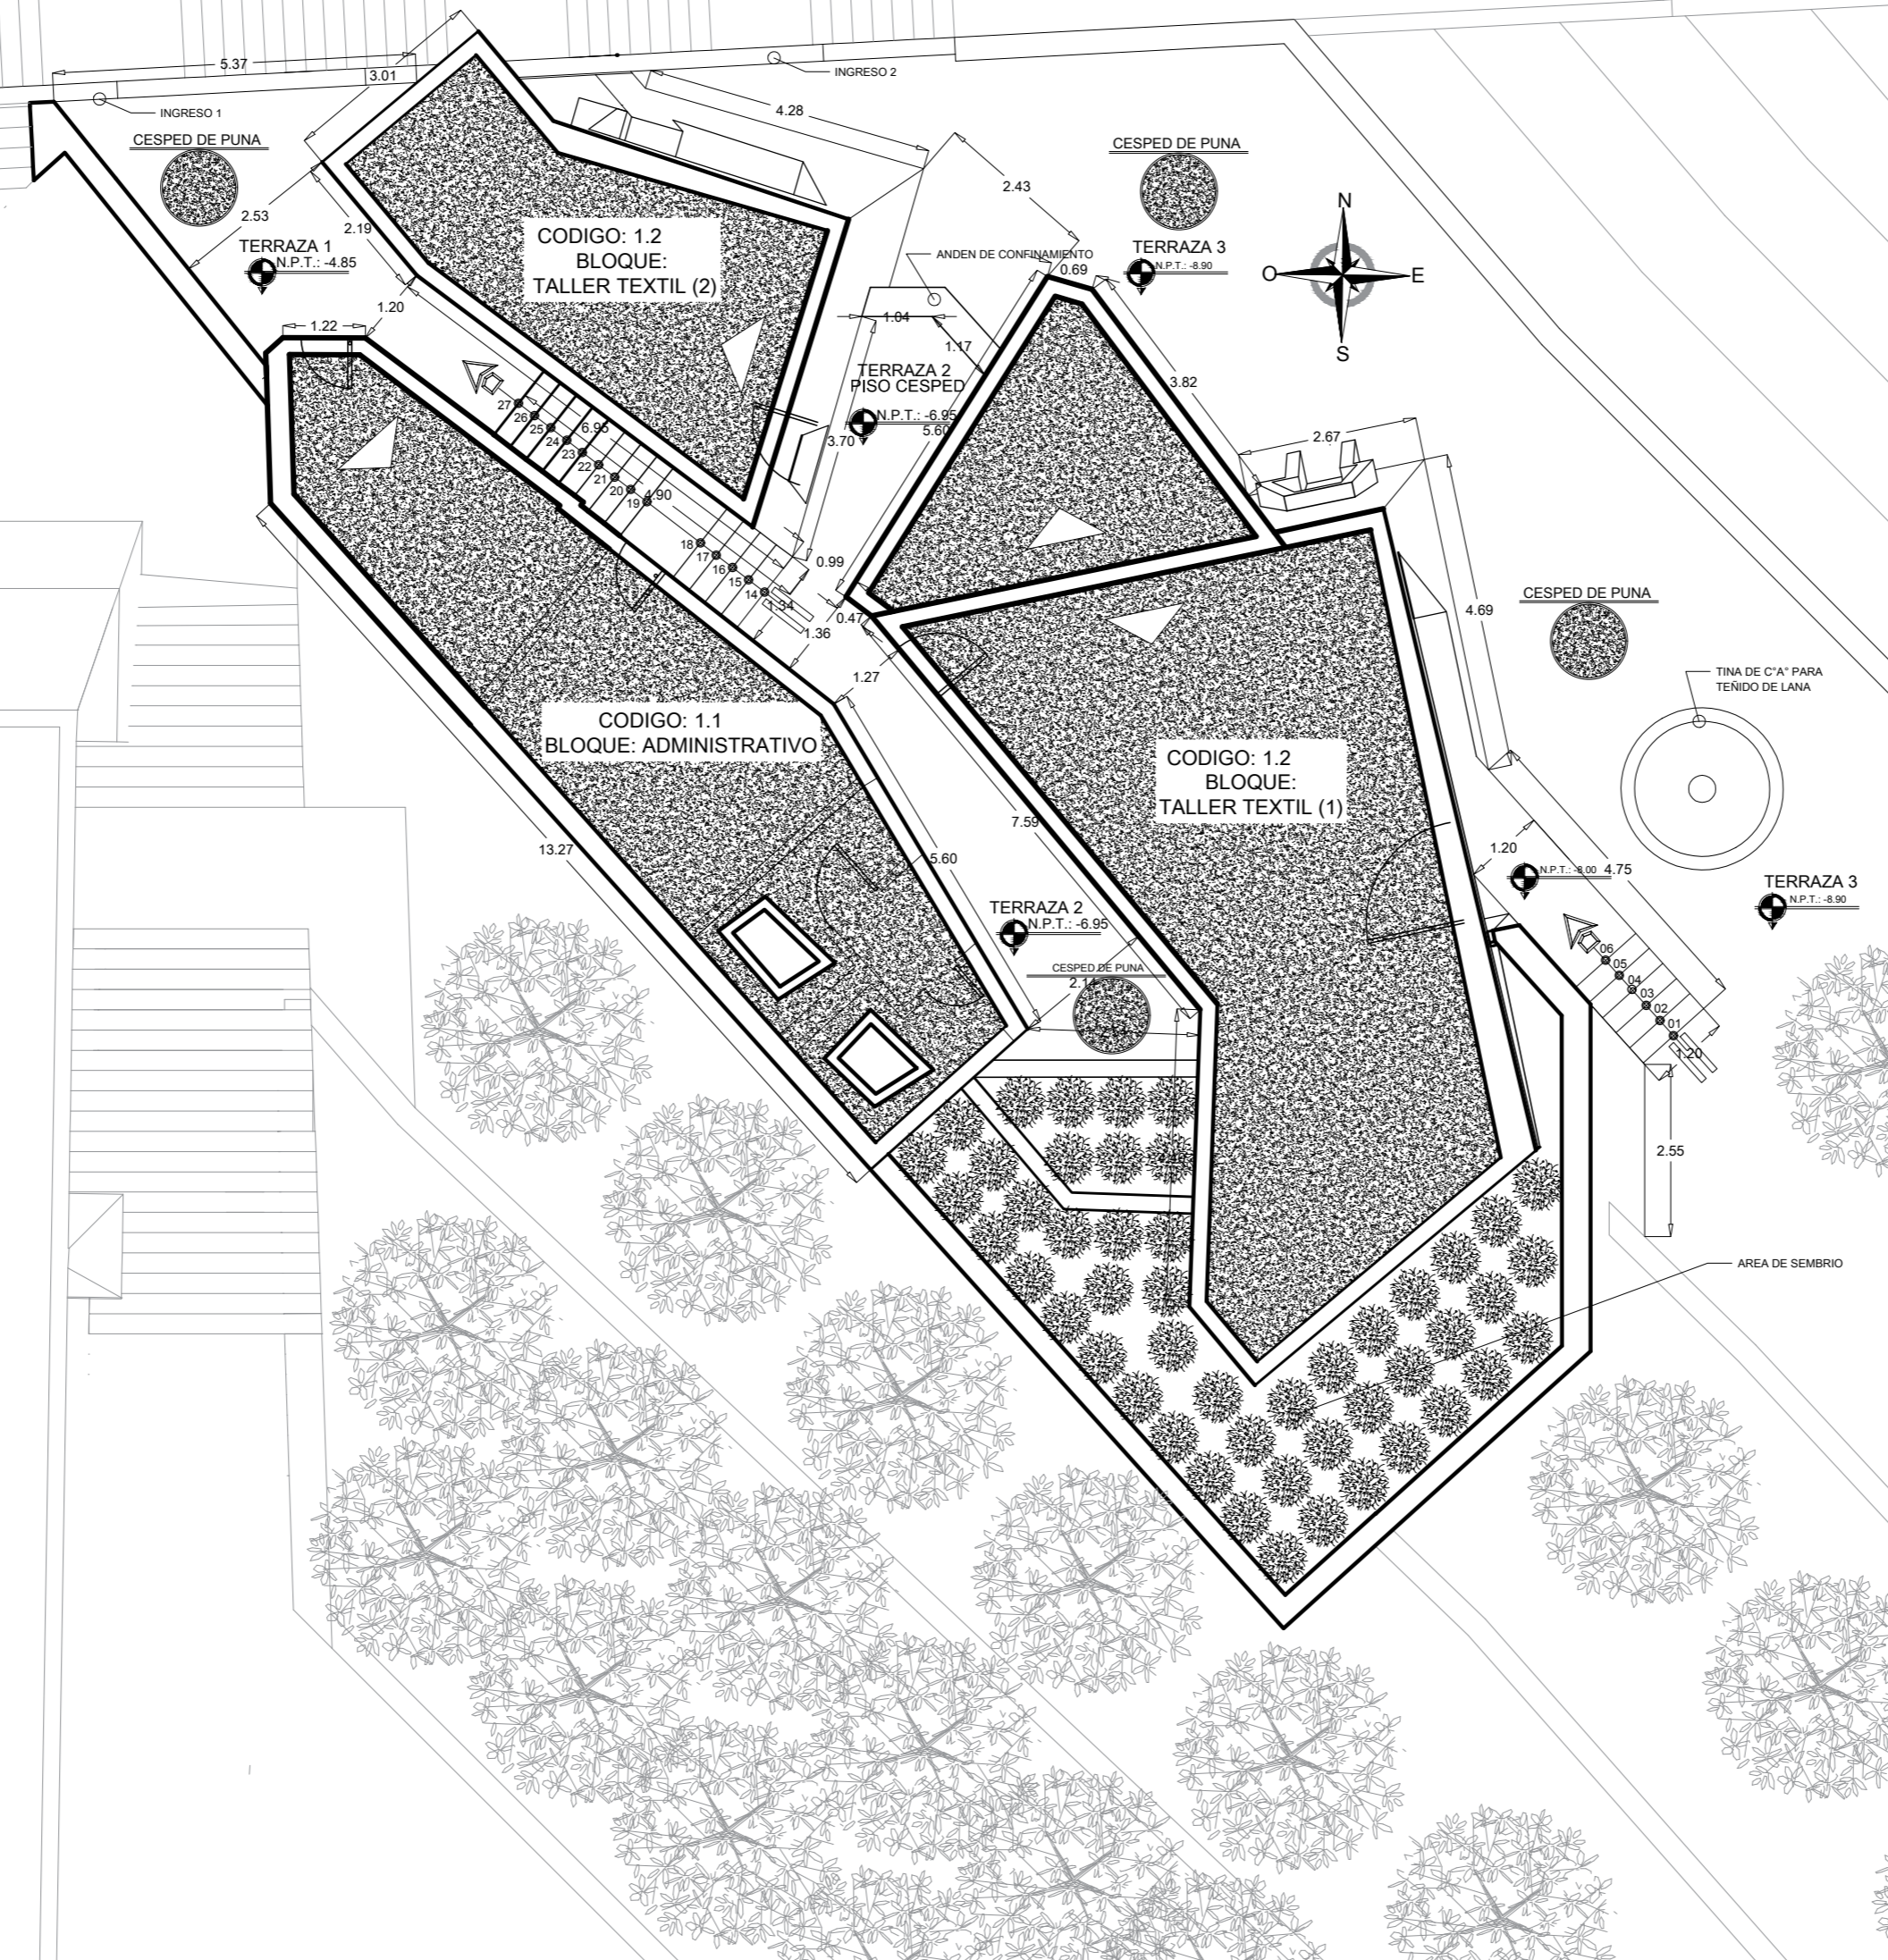 5.37
3.01
INGRESO 1
INGRESO 2
4.28
CESPED DE PUNA
CESPED DE PUNA
2.43
2.53
2.19
TERRAZA 1
N.P.T.: -4.85
CODIGO: 1.2
BLOQUE:
TALLER TEXTIL (2)
ANDEN DE CONFINAMIENTO
0.69
TERRAZA 3
N.P.T.: -8.90
N
O
E
S
1.20
1.22
1.04
1.17
TERRAZA 2
PISO CESPED
N.P.T.: -6.95
5.60
3.70
3.82
27
26
25
24
23
22
21
20
19
6.95
4.90
18
17
16
15
14
1.34
0.99
1.36
0.47
1.27
2.67
4.69
CESPED DE PUNA
TINA DE C"A" PARA
TEÑIDO DE LANA
CODIGO: 1.1
BLOQUE: ADMINISTRATIVO
CODIGO: 1.2
BLOQUE:
TALLER TEXTIL (1)
13.27
7.59
5.60
1.20
N.P.T.: -8.00
4.75
TERRAZA 3
N.P.T.: -8.90
TERRAZA 2
N.P.T.: -6.95
CESPED DE PUNA
06
05
04
03
02
01
1.20
2.55
AREA DE SEMBRIO